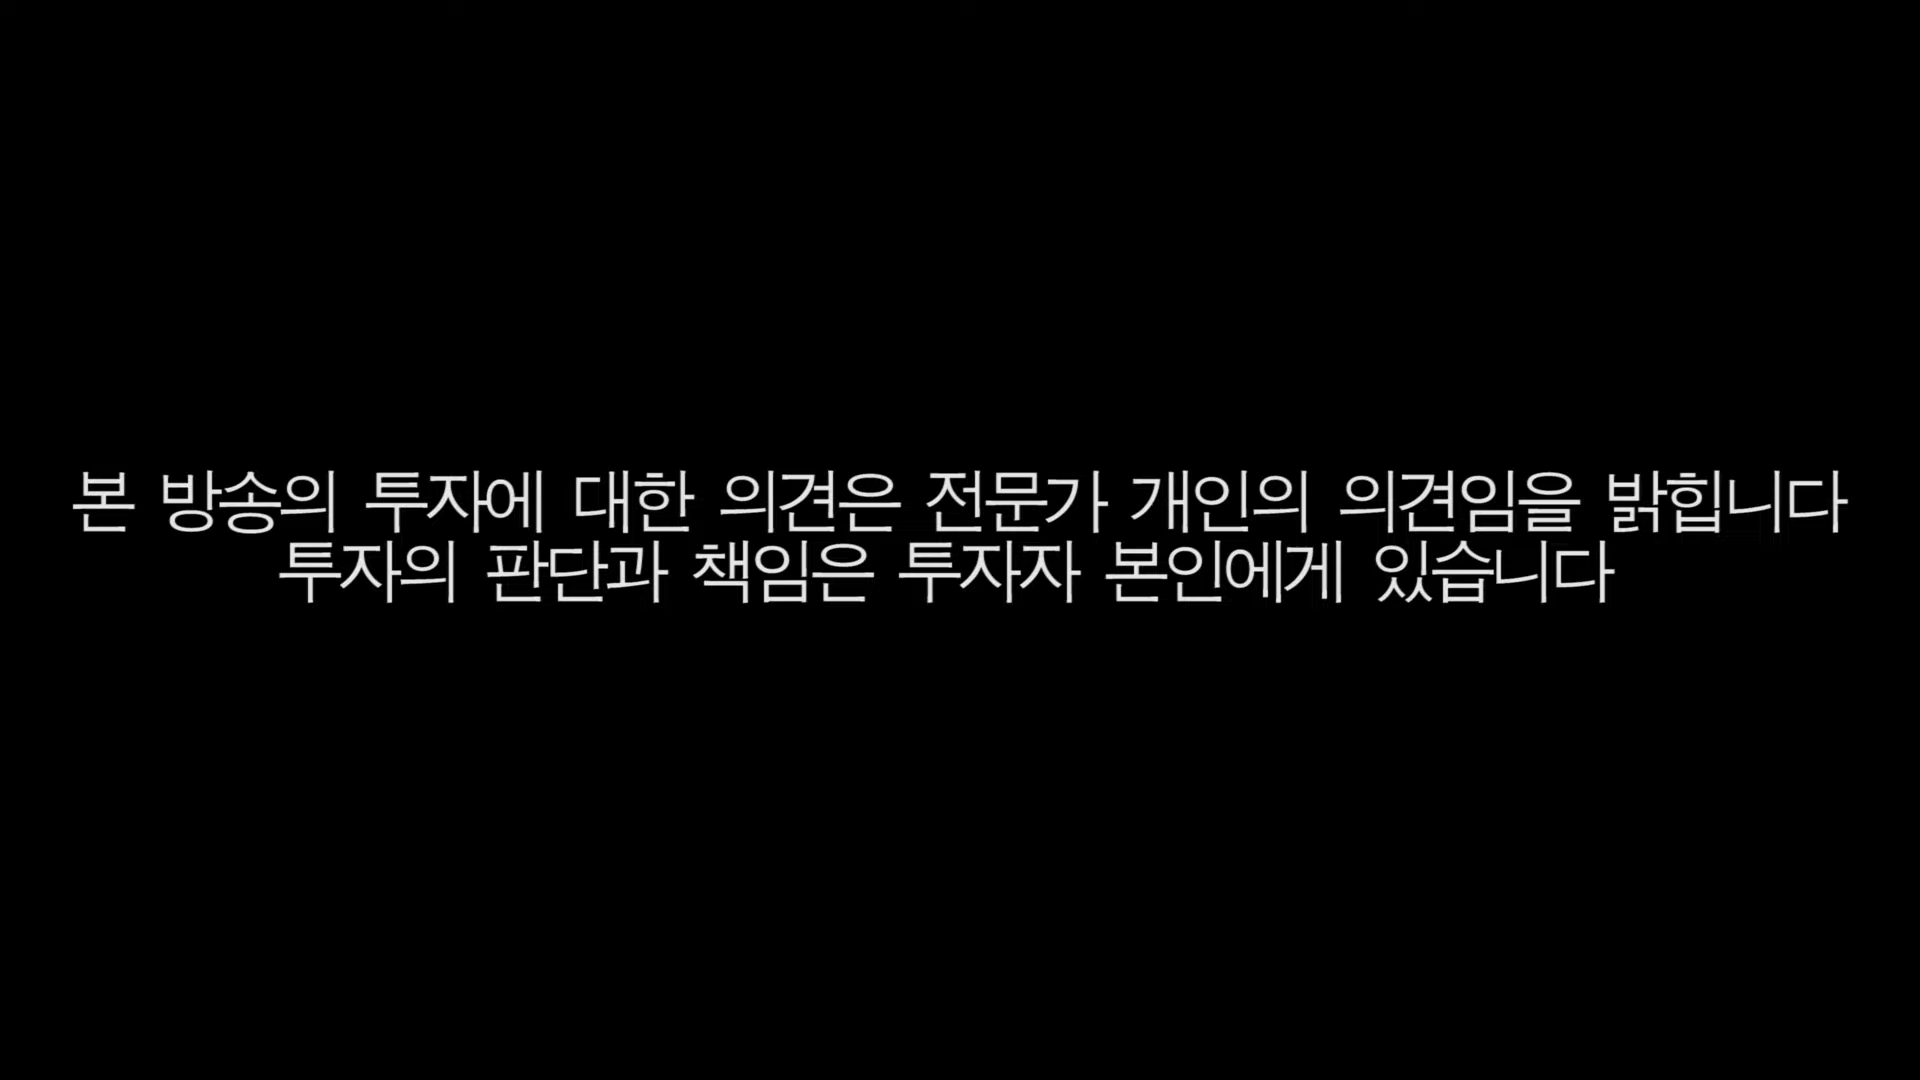 본 방송의 투자에 대한 의견은 전문가 개인의 의견임을 밝힙니다
투자의 판단과 책임은 투자자 본인에게 있습니다